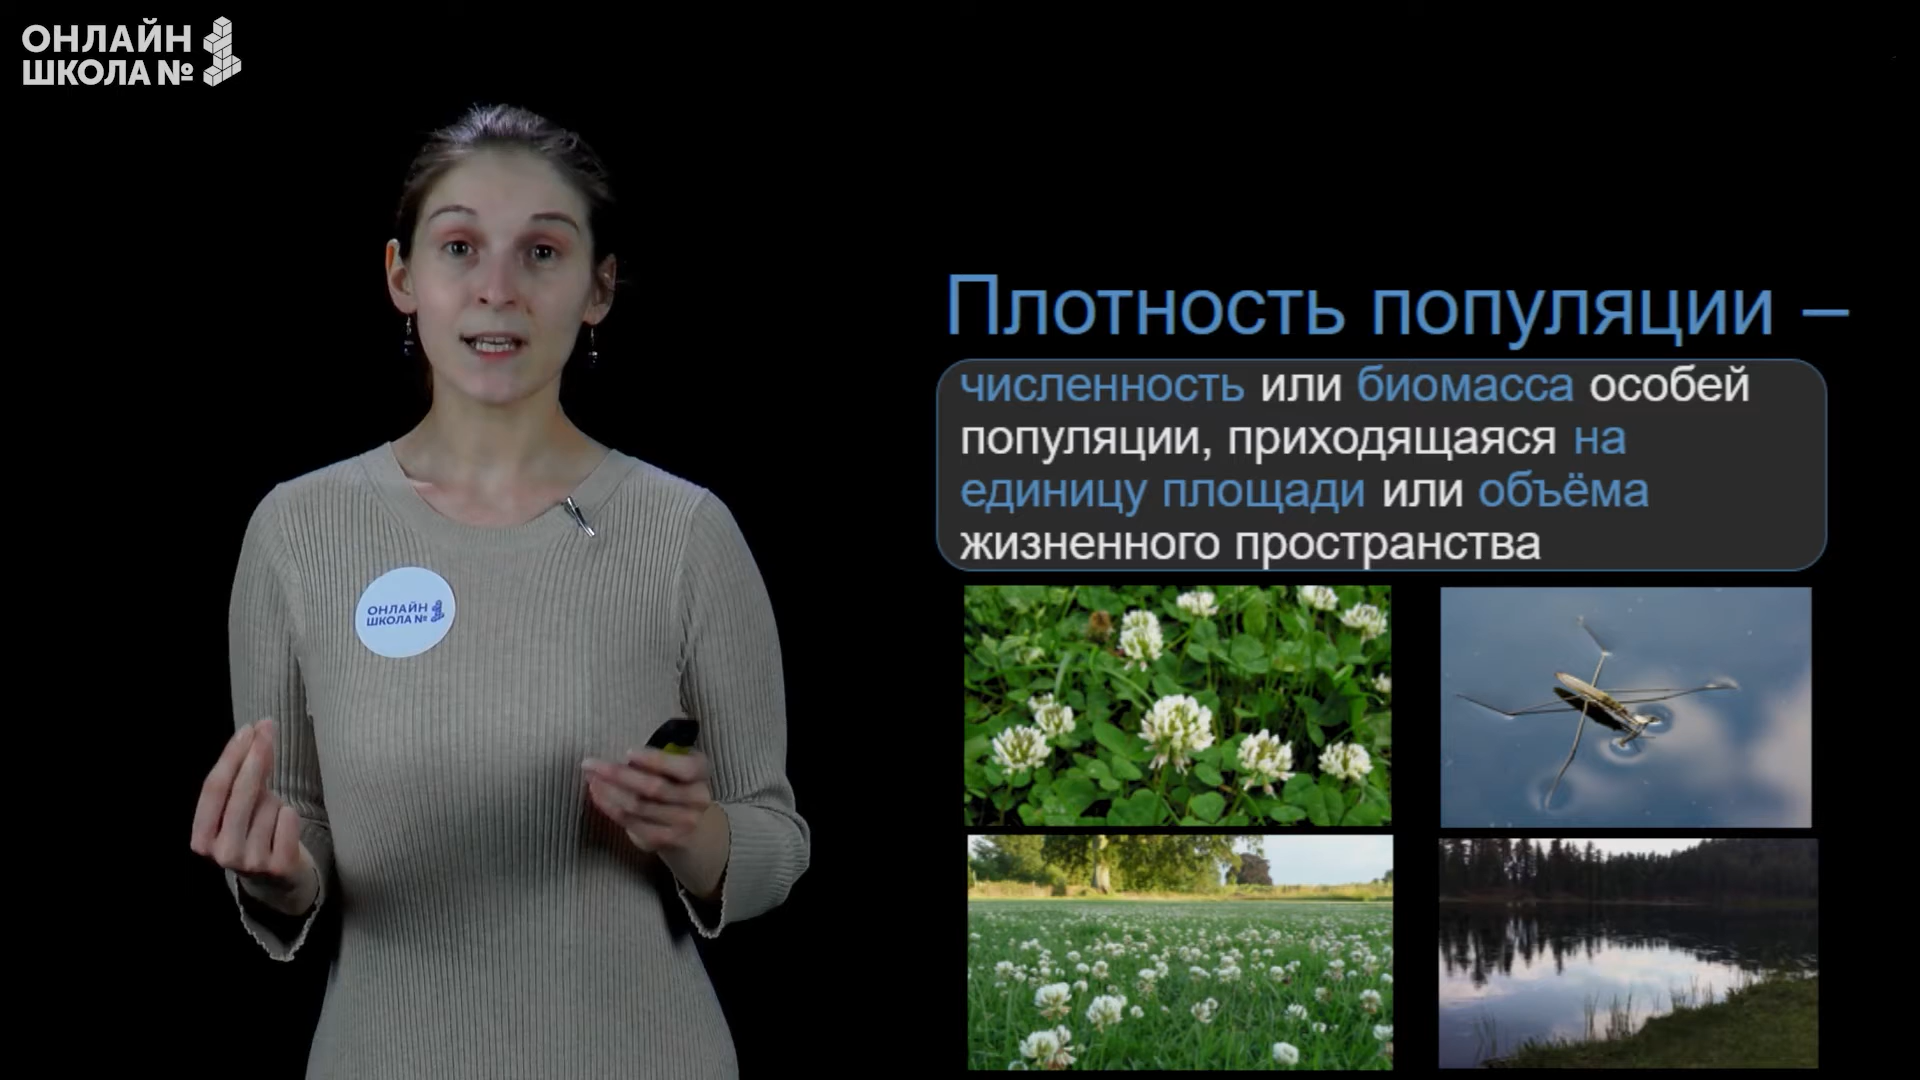 ОНЛАЙН
ШКОЛА №
Плотность популяции –
численность или биомасса особей
популяции, приходящаяся на
единицу площади или объёма
жизненного пространства
ОНЛАЙН
ШКОЛА №